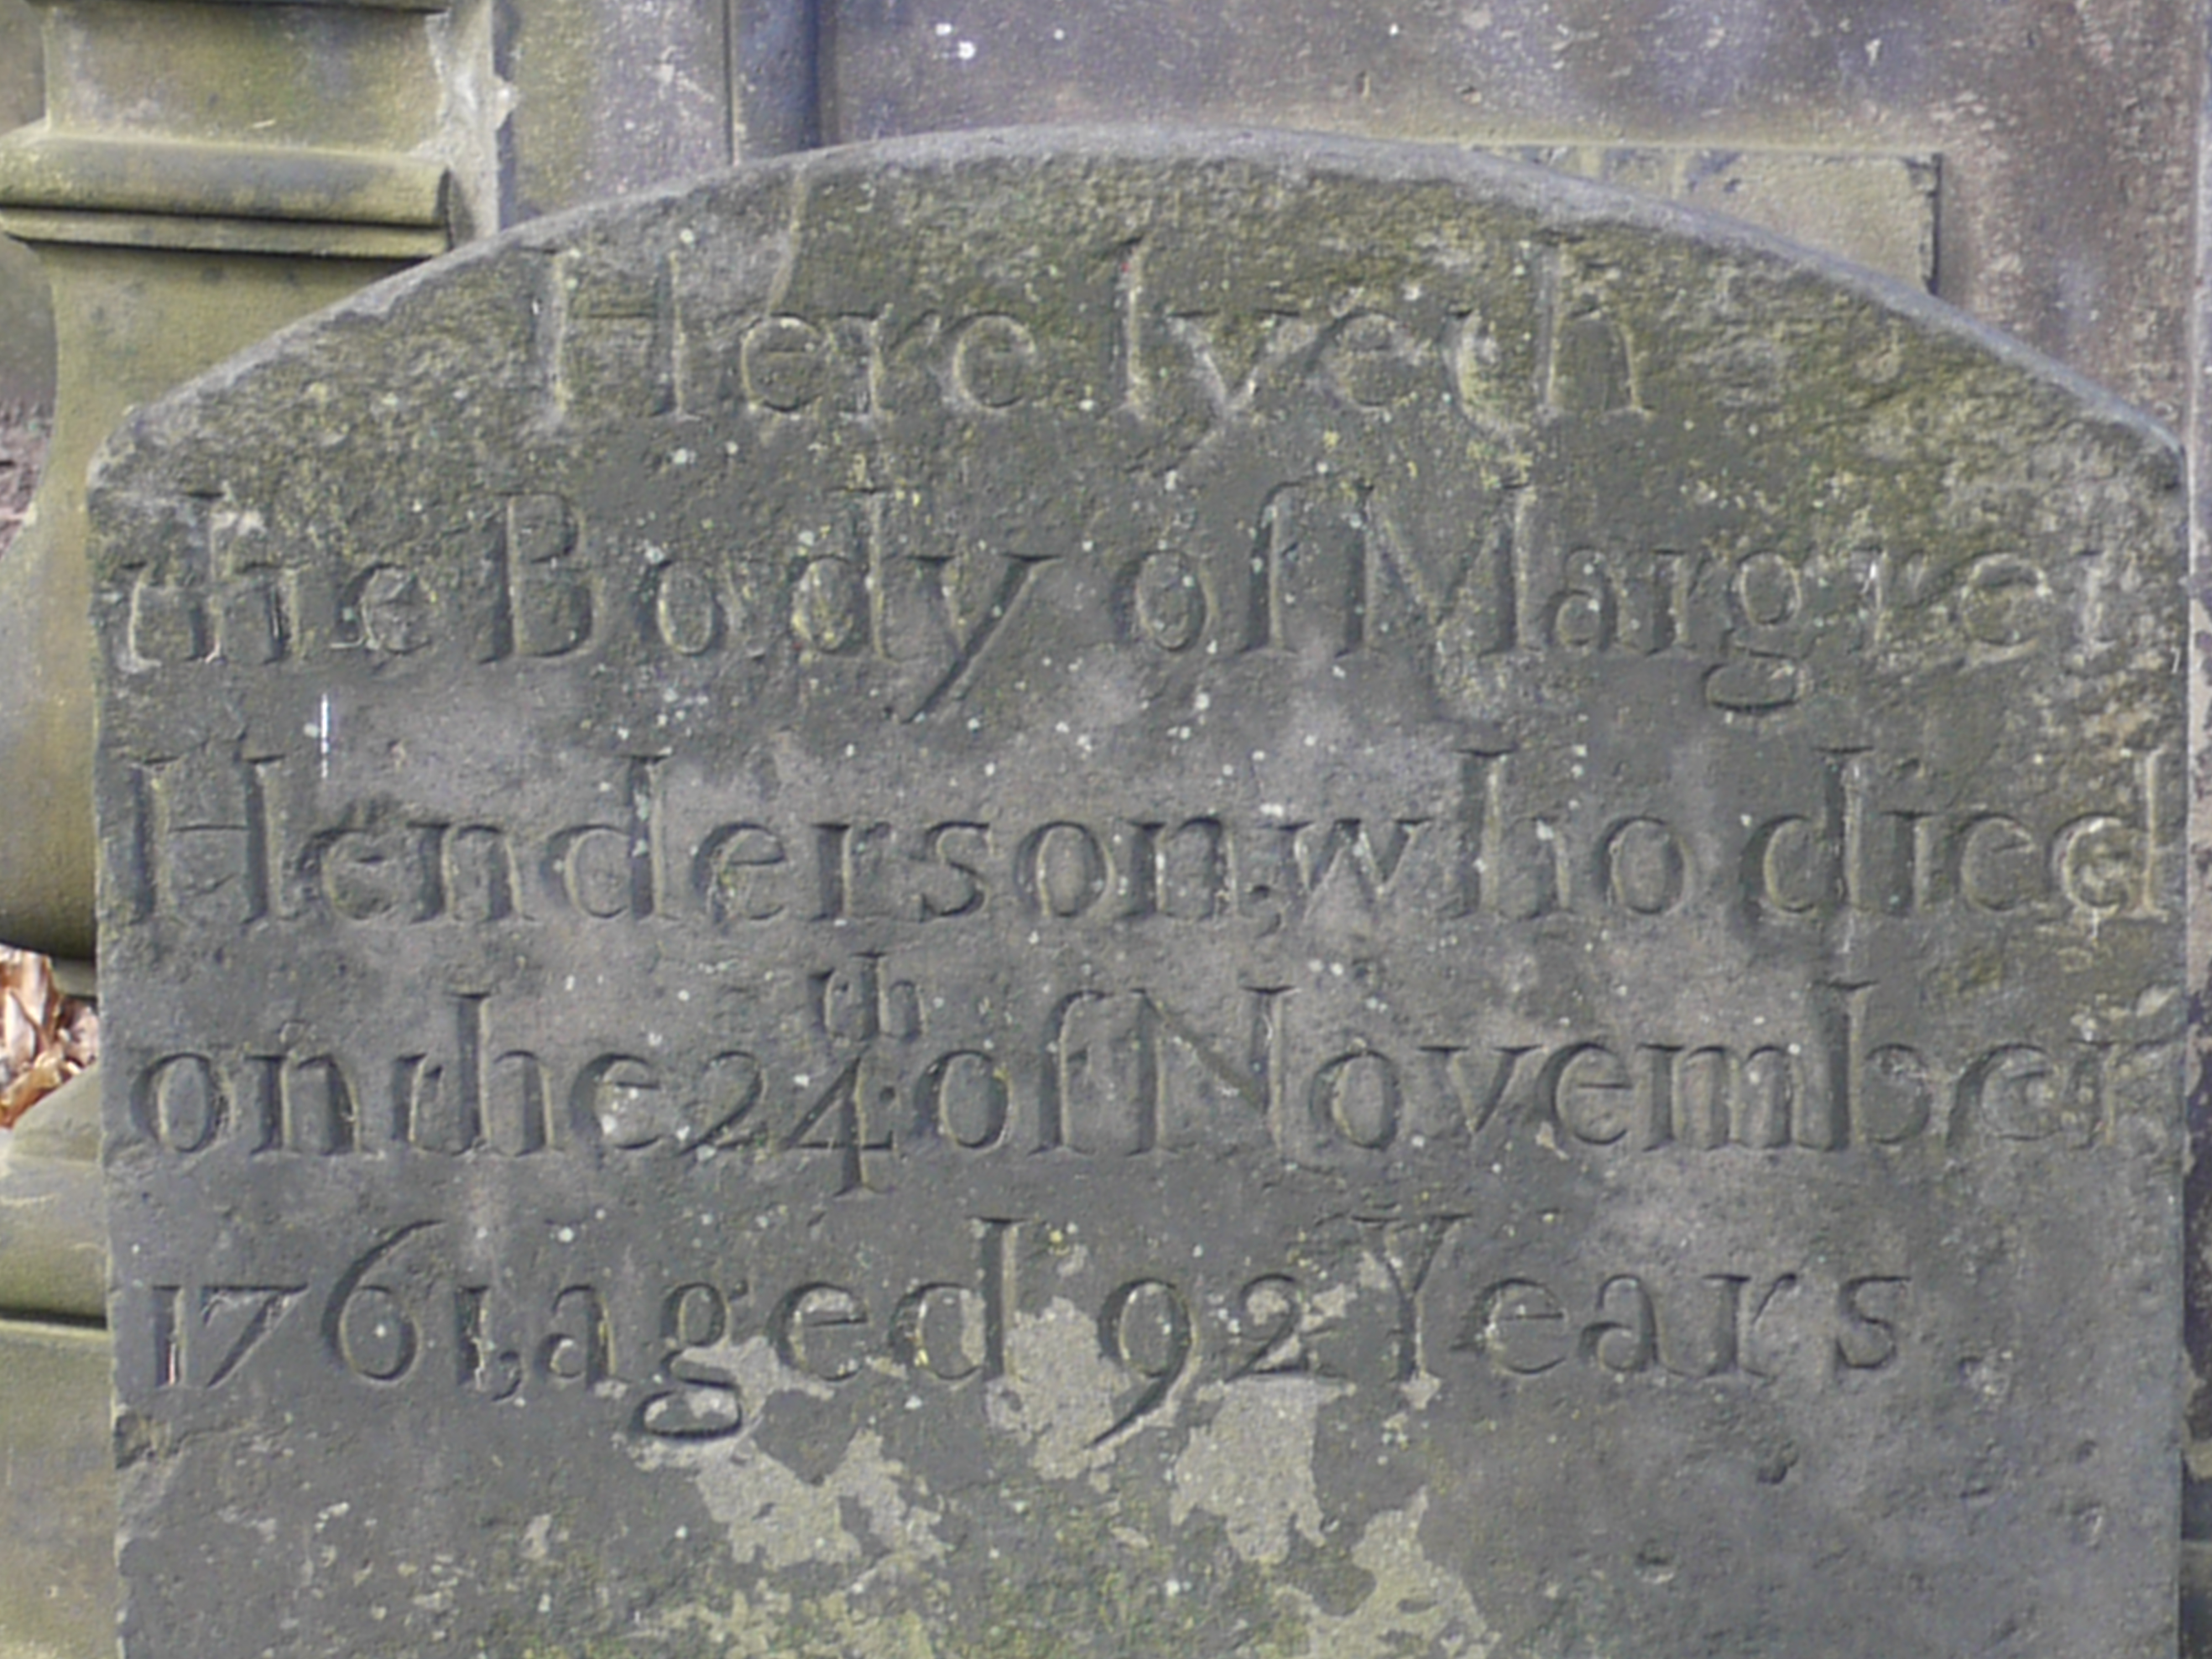 Here lyeth
the Body of Margret
Henderson, who died
on the 24th of November
1761, aged 92 Years.